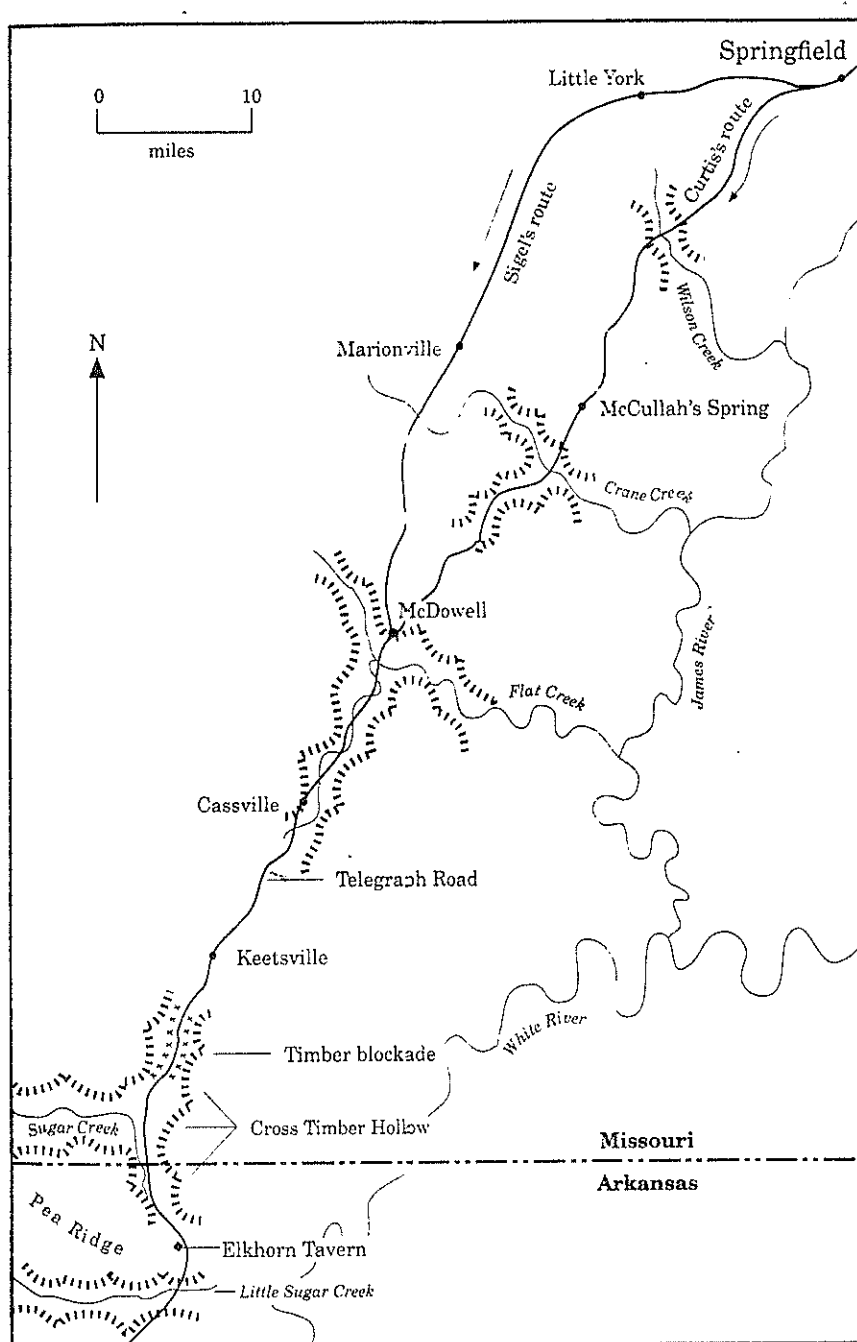 Springfield
Little York
0 10
miles
Curtis's route
Sigel's route
N
Wilson Creek
Marionville
McCullah's Spring
Crane Creek
McDowell
James River
Flat Creek
Cassville
Telegraph Road
Keetsville
White River
Timber blockade
Cross Timber Hollow
Sugar Creek
Missouri
Arkansas
Pea Ridge
Elkhorn Tavern
Little Sugar Creek